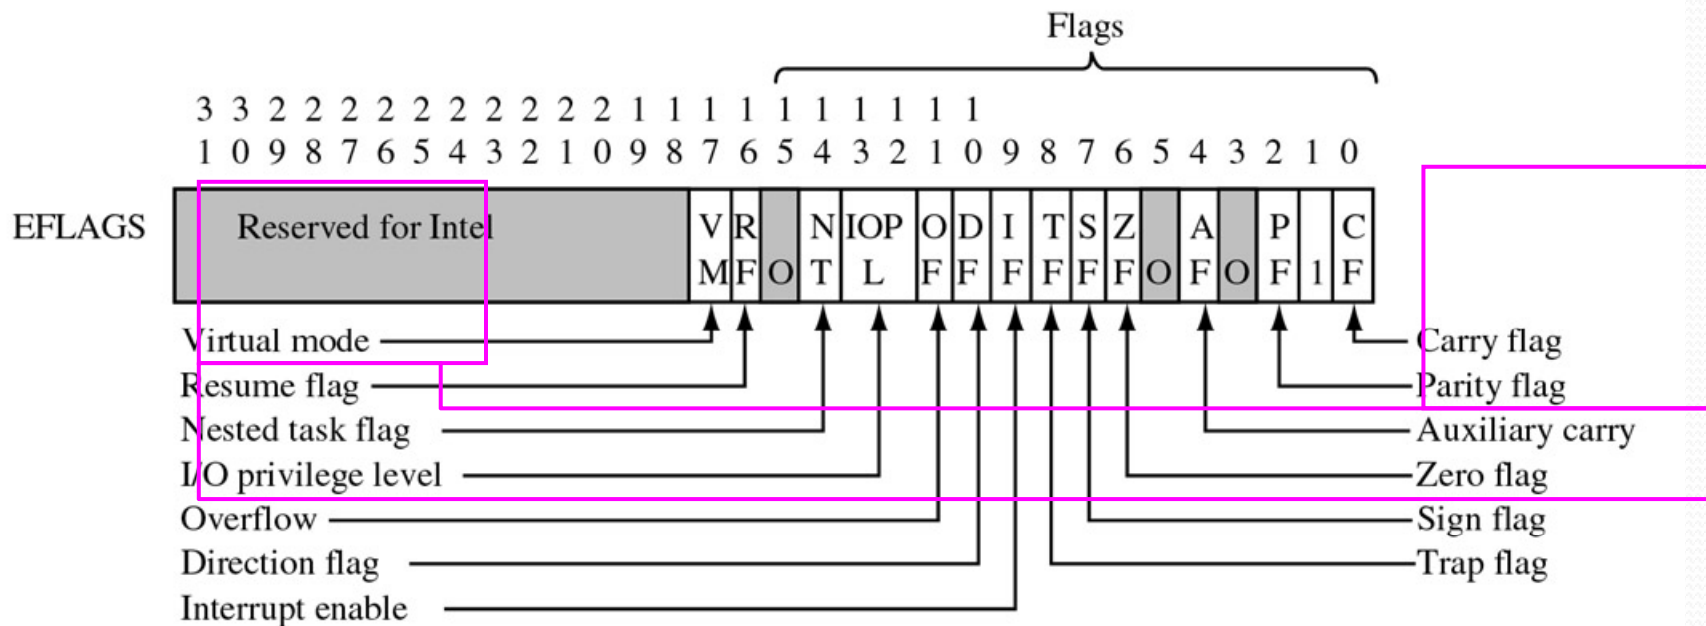 Flags
3 3 2 2 2 2 2 2 2 2 2 2 1 1 1 1 1 1 1 1 1 1
1 0 9 8 7 6 5 4 3 2 1 0 9 8 7 6 5 4 3 2 1 0 9 8 7 6 5 4 3 2 1 0
EFLAGS Reserved for Intel V R N IOP O D I T S Z A P C
M F O T L F F F F F F O F O F 1 F
Virtual mode Carry flag
Resume flag Parity flag
Nested task flag Auxiliary carry
I/O privilege level Zero flag
Overflow Sign flag
Direction flag Trap flag
Interrupt enable